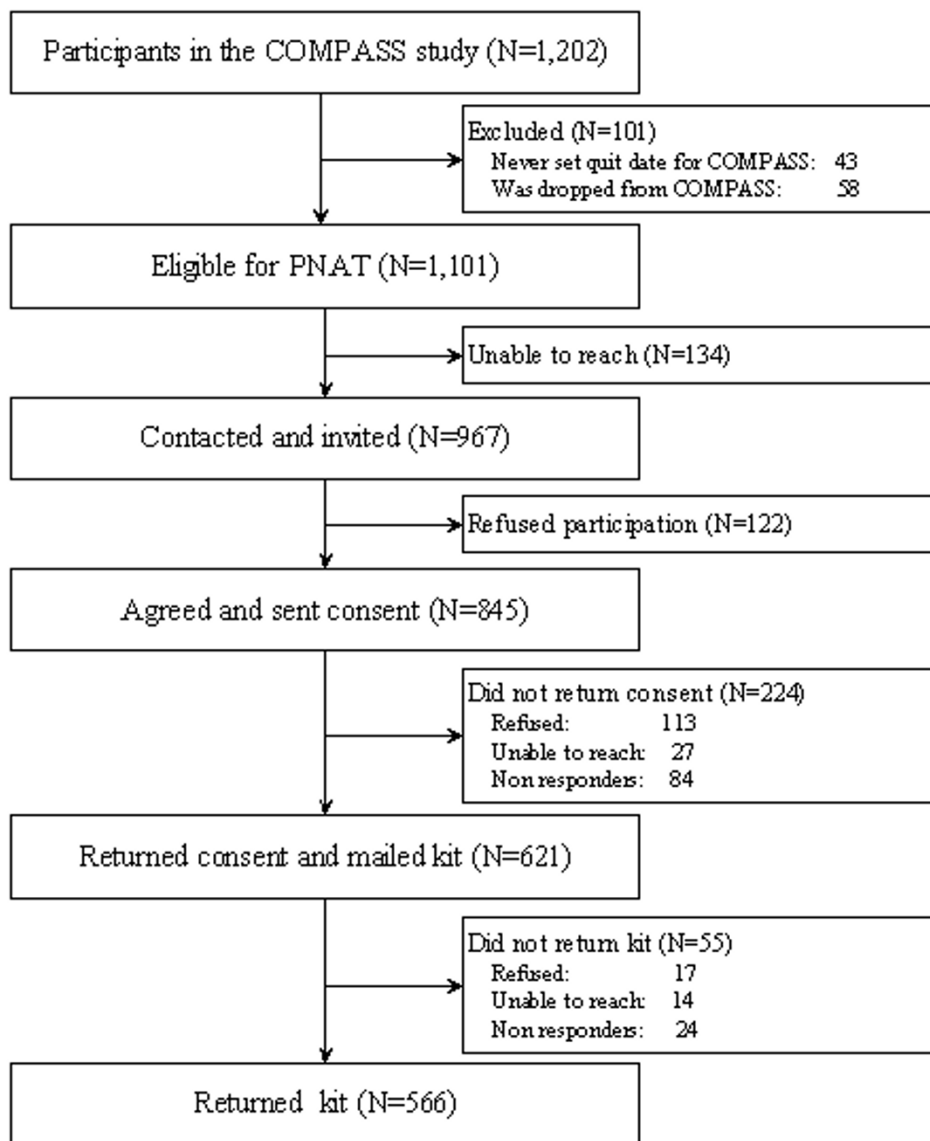 Participants in the COMPASS study (N=1,202)
Excluded (N=101)
Never set quit date for COMPASS: 43
Was dropped from COMPASS: 58
Eligible for PNAT (N=1,101)
Unable to reach (N=134)
Contacted and invited (N=967)
Refused participation (N=122)
Agreed and sent consent (N=845)
Did not return consent (N=224)
Refused: 113
Unable to reach: 27
Non responders: 84
Returned consent and mailed kit (N=621)
Did not return kit (N=55)
Refused: 17
Unable to reach: 14
Non responders: 24
Returned kit (N=566)